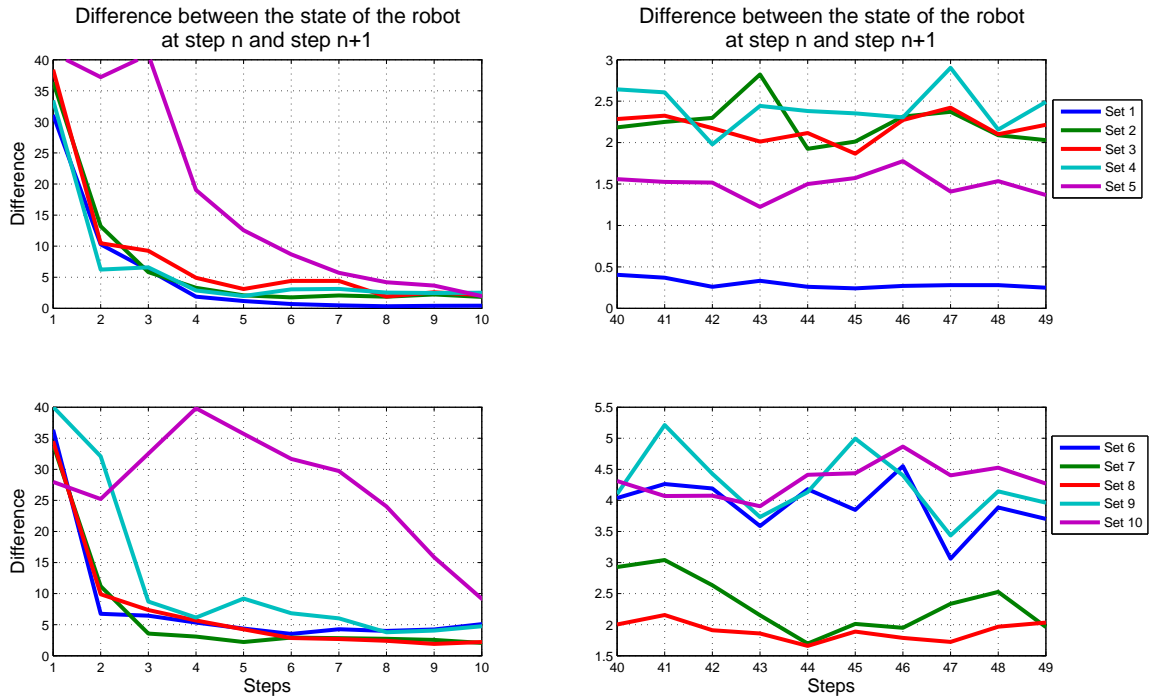 Difference between the state of the robot
at step n and step n+1
Difference
40
35
30
25
20
15
10
5
0
1 2 3 4 5 6 7 8 9 10
Difference between the state of the robot
at step n and step n+1
3
2.5
2
1.5
1
0.5
0
40 41 42 43 44 45 46 47 48 49
Set 1
Set 2
Set 3
Set 4
Set 5
Difference
40
35
30
25
20
15
10
5
0
1 2 3 4 5 6 7 8 9 10
Steps
5.5
5
4.5
4
3.5
3
2.5
2
1.5
40 41 42 43 44 45 46 47 48 49
Steps
Set 6
Set 7
Set 8
Set 9
Set 10